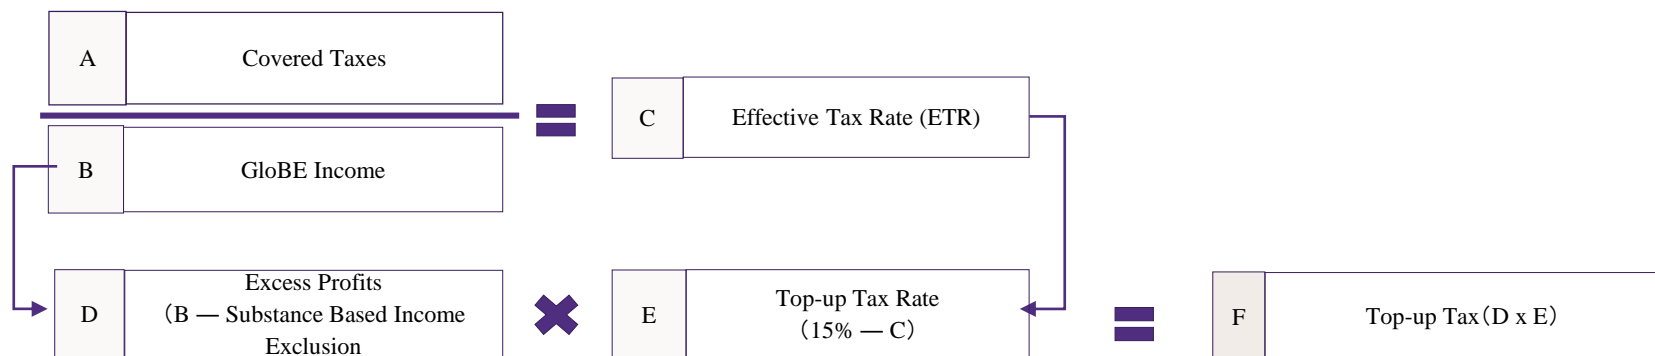 A
Covered Taxes
C
Effective Tax Rate (ETR)
B
GloBE Income
D
Excess Profits
（B — Substance Based Income
Exclusion
E
Top-up Tax Rate
（15% — C）
F
Top-up Tax（D x E）